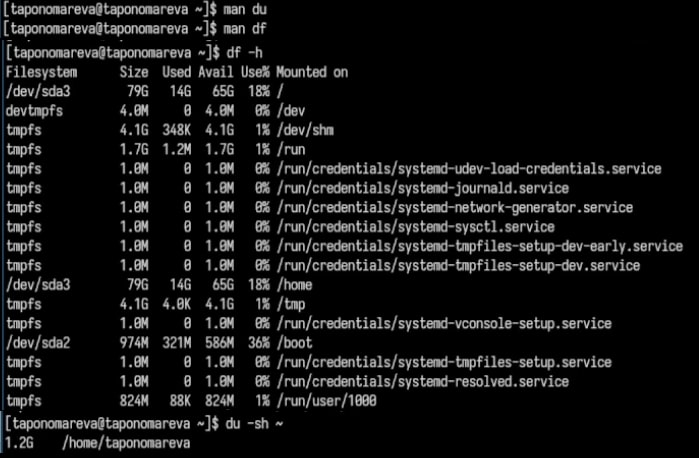 [taponomareva@taponomareva ~]$ man du
[taponomareva@taponomareva ~]$ man df
[taponomareva@taponomareva ~]$ df -h
Filesystem      Size  Used Avail Use% Mounted on
/dev/sda3        79G   14G   65G  18% /
devtmpfs        4.0M     0  4.0M   0% /dev
tmpfs           4.1G  348K  4.1G   1% /dev/shm
tmpfs           1.7G  1.2M  1.7G   1% /run
tmpfs           1.0M     0  1.0M   0% /run/credentials/systemd-udev-load-credentials.service
tmpfs           1.0M     0  1.0M   0% /run/credentials/systemd-journald.service
tmpfs           1.0M     0  1.0M   0% /run/credentials/systemd-network-generator.service
tmpfs           1.0M     0  1.0M   0% /run/credentials/systemd-sysctl.service
tmpfs           1.0M     0  1.0M   0% /run/credentials/systemd-tmpfiles-setup-dev-early.service
tmpfs           1.0M     0  1.0M   0% /run/credentials/systemd-tmpfiles-setup-dev.service
/dev/sda3        79G   14G   65G  18% /home
tmpfs           4.1G  4.0K  4.1G   1% /tmp
tmpfs           1.0M     0  1.0M   0% /run/credentials/systemd-vconsole-setup.service
/dev/sda2       974M  321M  586M  36% /boot
tmpfs           1.0M     0  1.0M   0% /run/credentials/systemd-tmpfiles-setup.service
tmpfs           1.0M     0  1.0M   0% /run/credentials/systemd-resolved.service
tmpfs           824M   88K  824M   1% /run/user/1000
[taponomareva@taponomareva ~]$ du -sh ~
1.2G    /home/taponomareva